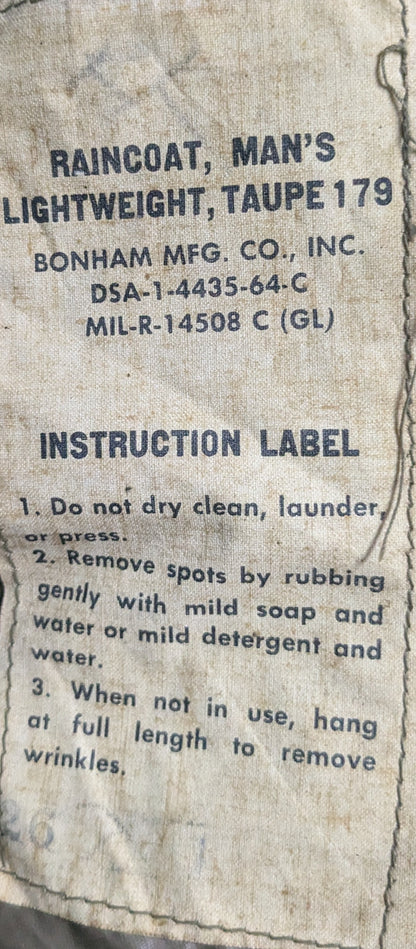 RAINCOAT, MAN'S
LIGHTWEIGHT, TAUPE 179
BONHAM MFG. CO., INC.
DSA-1-4435-64-C
MIL-R-14508 C (GL)
INSTRUCTION LABEL
1. Do not dry clean, launder,
or press.
2. Remove spots by rubbing
gently with mild soap and
water or mild detergent and
water.
3. When not in use, hang
at full length to remove
wrinkles.
26